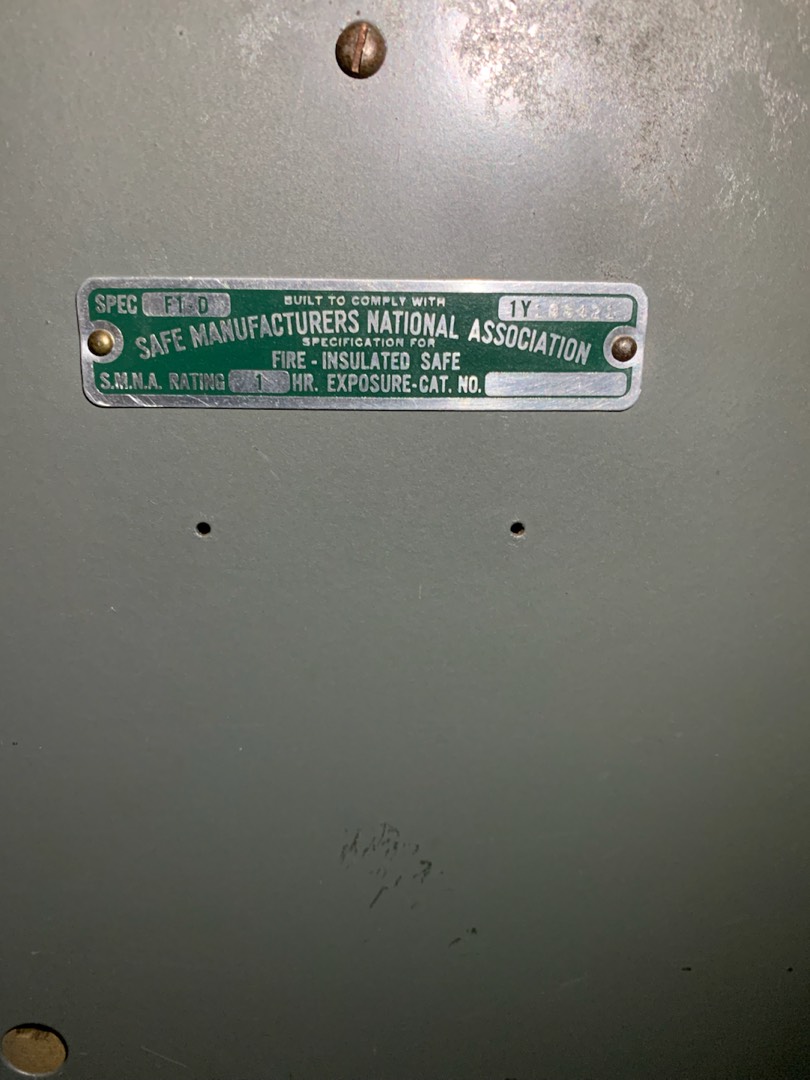 SPEC F1-D BUILT TO COMPLY WITH 1Y
SAFE MANUFACTURERS NATIONAL ASSOCIATION
SPECIFICATION FOR
FIRE - INSULATED SAFE
S.M.N.A. RATING 1 HR. EXPOSURE-CAT. NO.